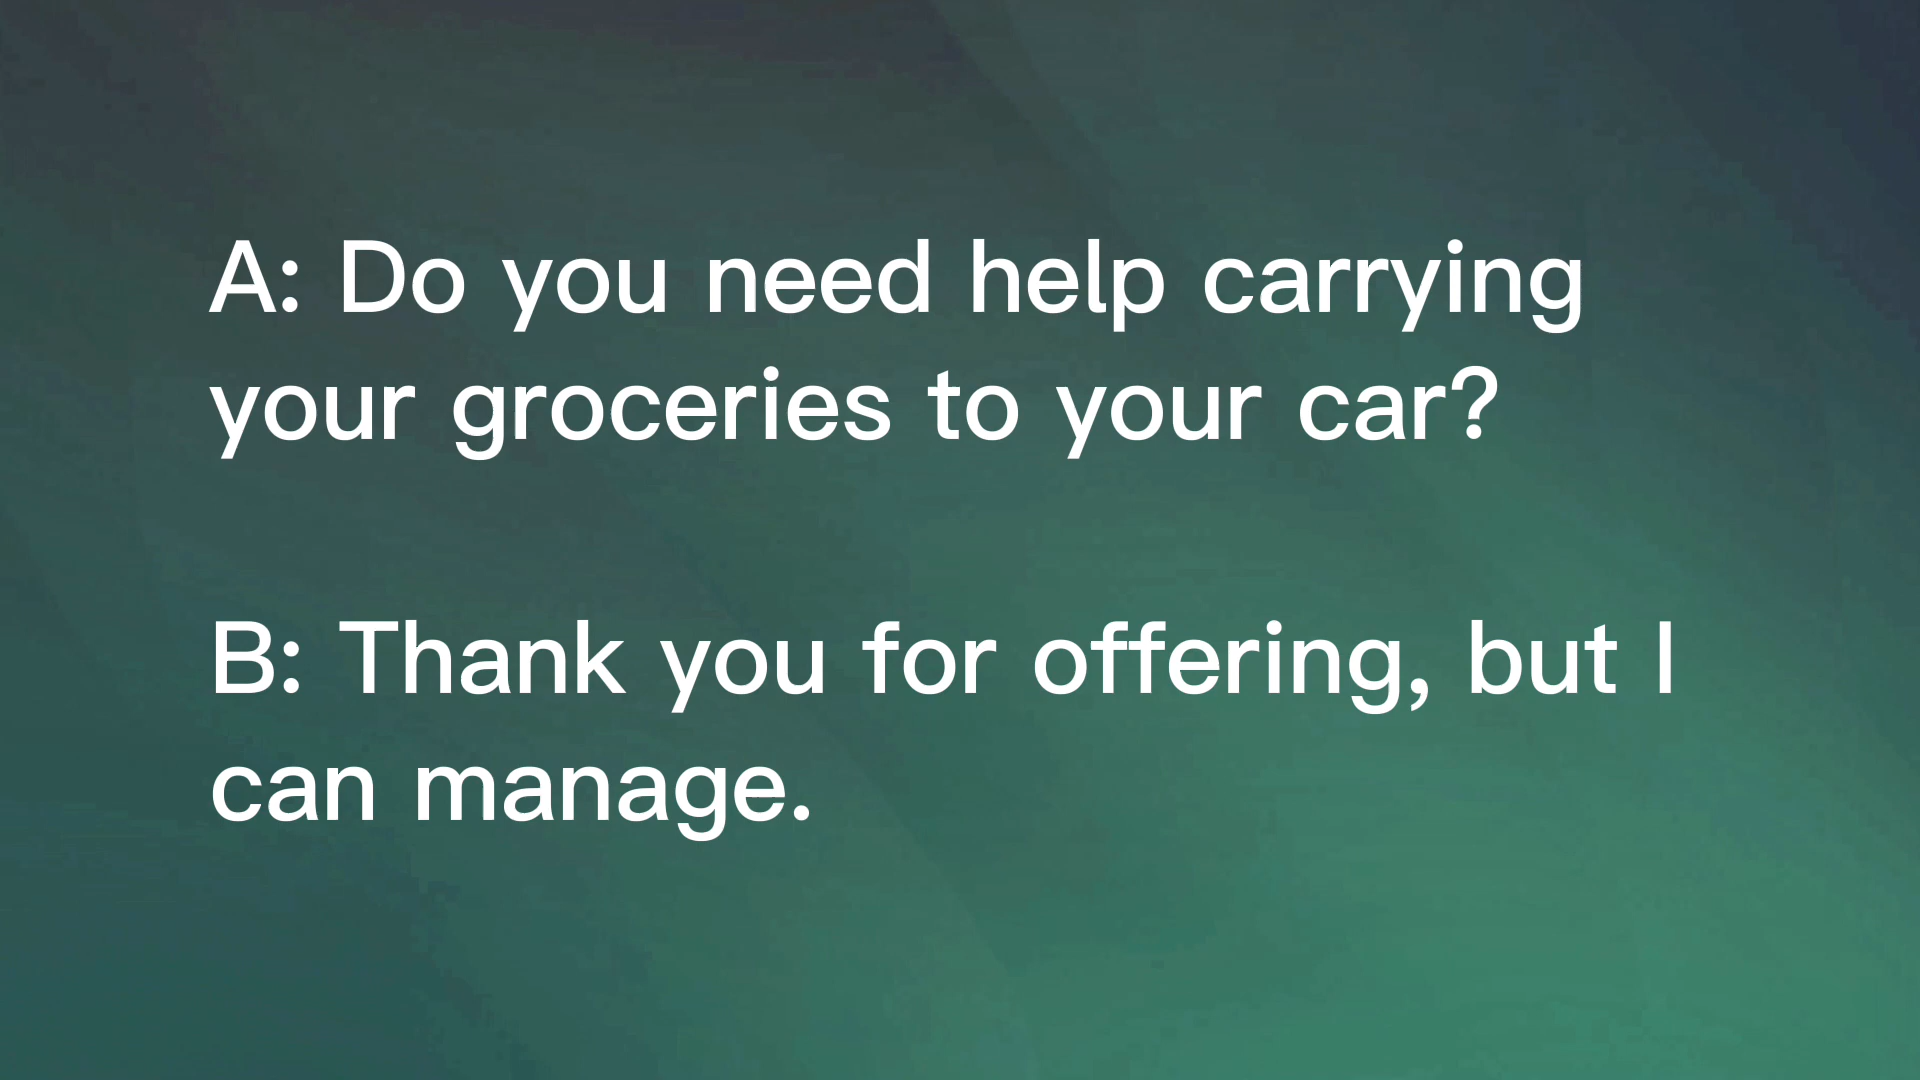 A: Do you need help carrying
your groceries to your car?
B: Thank you for offering, but I
can manage.